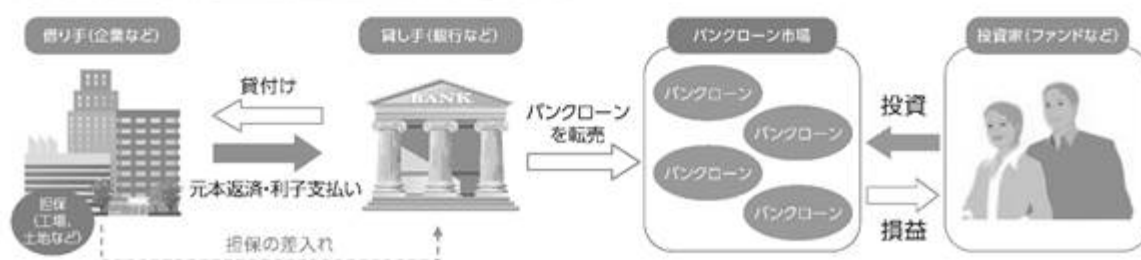 借り手(企業など)
貸し手(銀行など)
バンクローン市場
投資家(ファンドなど)
貸付け
元本返済・利子支払い
担保
(工場、
土地など)
担保の差入れ
BANK
バンクローン
を転売
バンクローン
バンクローン
バンクローン
バンクローン
投資
損益